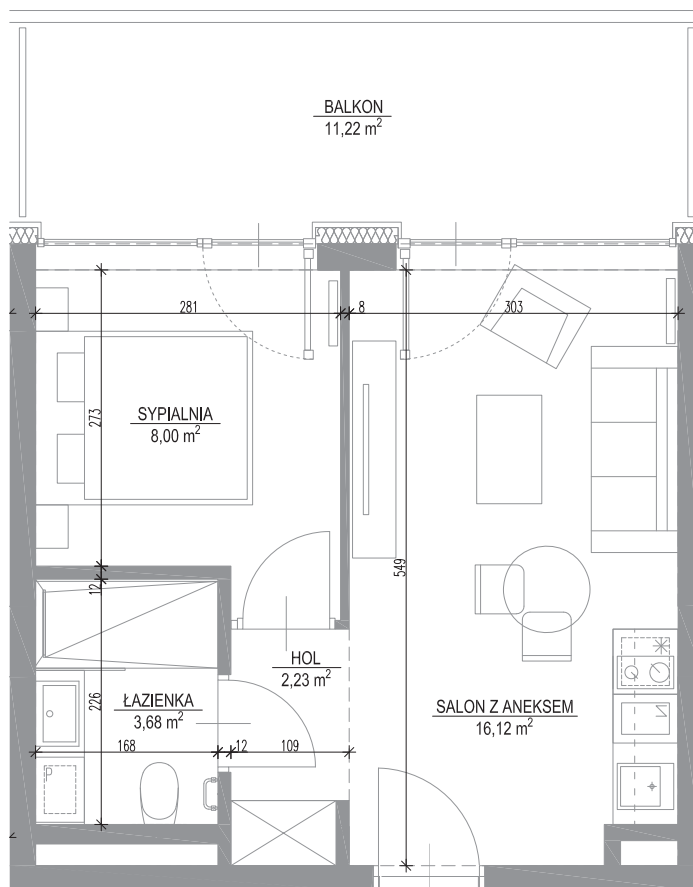 BALKON
11,22 m²
281
8
303
273
SYPIALNIA
8,00 m²
549
12
HOL
2,23 m²
226
ŁAZIENKA
3,68 m²
SALON Z ANEKSEM
16,12 m²
168
12
109
P